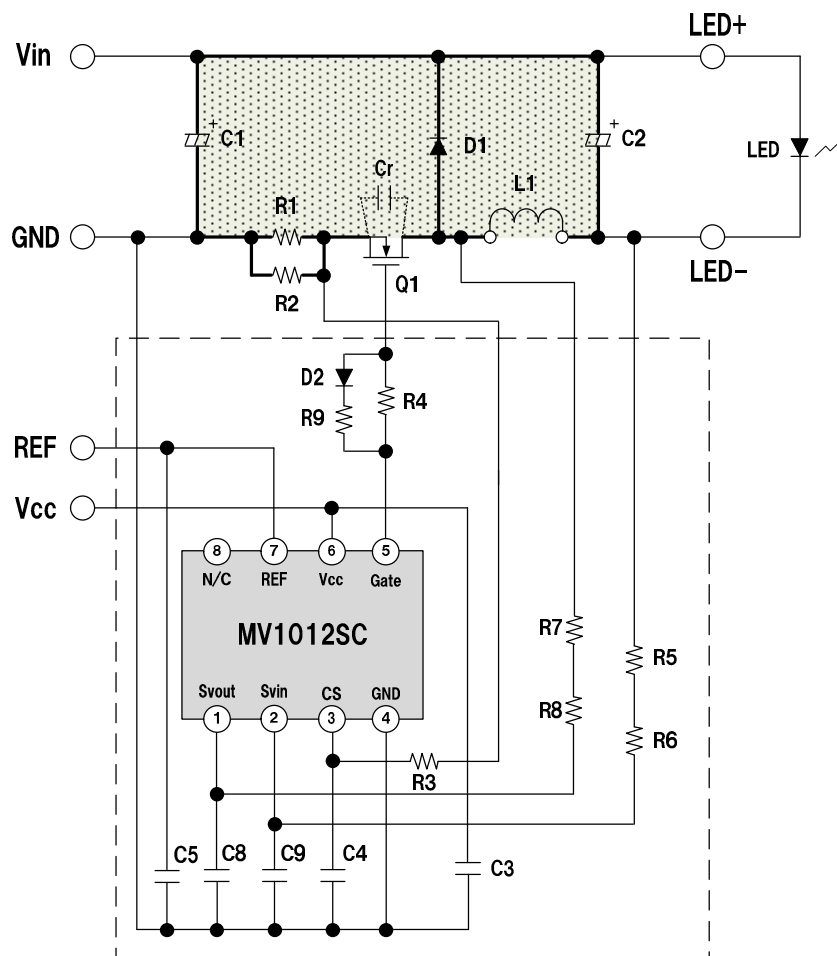 LED+
Vin
+
C1
D1
+
C2
LED
Cr
L1
R1
GND
LED-
Q1
R2
D2
R4
R9
REF
Vcc
8
7
6
5
N/C
REF
Vcc
Gate
MV1012SC
R7
R5
Svout
Svin
CS
GND
1
2
3
4
R8
R6
R3
C5
C8
C9
C4
C3